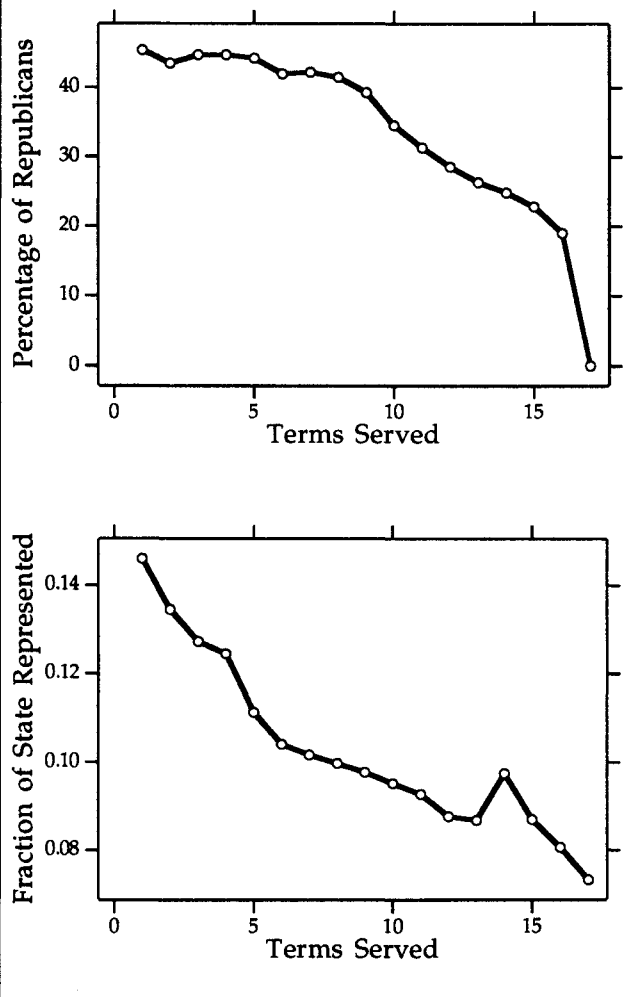 Percentage of Republicans
40
30
20
10
0
0 5 10 15
Terms Served
Fraction of State Represented
0.14
0.12
0.10
0.08
0 5 10 15
Terms Served